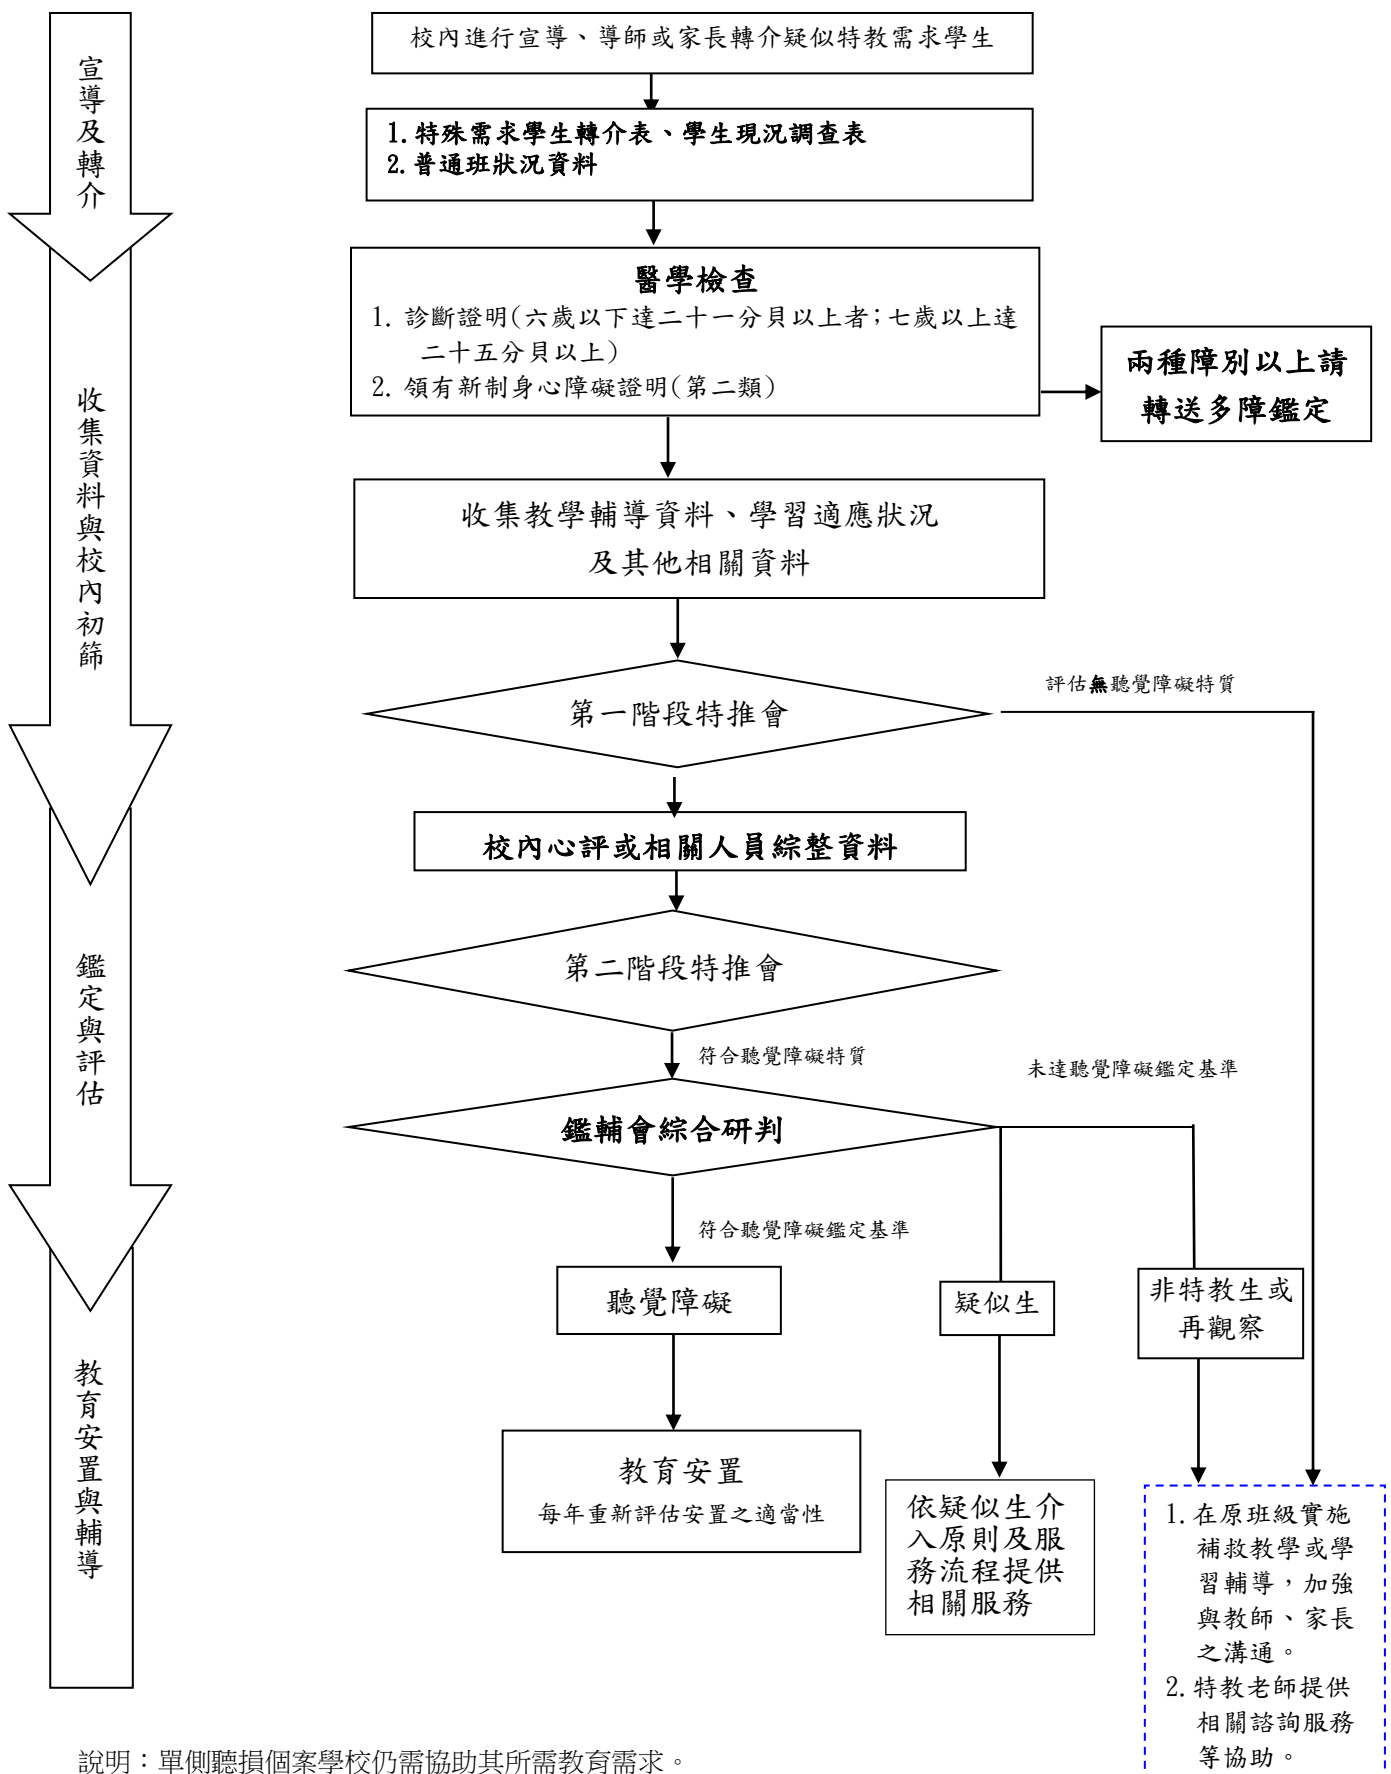 宣導及轉介
校內進行宣導、導師或家長轉介疑似特教需求學生
1. 特殊需求學生轉介表、學生現況調查表
2. 普通班狀況資料
收集資料與校內初篩
醫學檢查
1. 診斷證明(六歲以下達二十一分貝以上者;七歲以上達
二十五分貝以上)
2. 領有新制身心障礙證明(第二類)
兩種障別以上請
轉送多障鑑定
收集教學輔導資料、學習適應狀況
及其他相關資料
第一階段特推會
評估無聽覺障礙特質
校內心評或相關人員綜整資料
鑑定與評估
第二階段特推會
符合聽覺障礙特質
未達聽覺障礙鑑定基準
鑑輔會綜合研判
符合聽覺障礙鑑定基準
聽覺障礙
疑似生
非特教生或
再觀察
教育安置與輔導
教育安置
每年重新評估安置之適當性
依疑似生介
入原則及服
務流程提供
相關服務
1. 在原班級實施
補救教學或學
習輔導，加強
與教師、家長
之溝通。
2. 特教老師提供
相關諮詢服務
等協助。
說明：單側聽損個案學校仍需協助其所需教育需求。